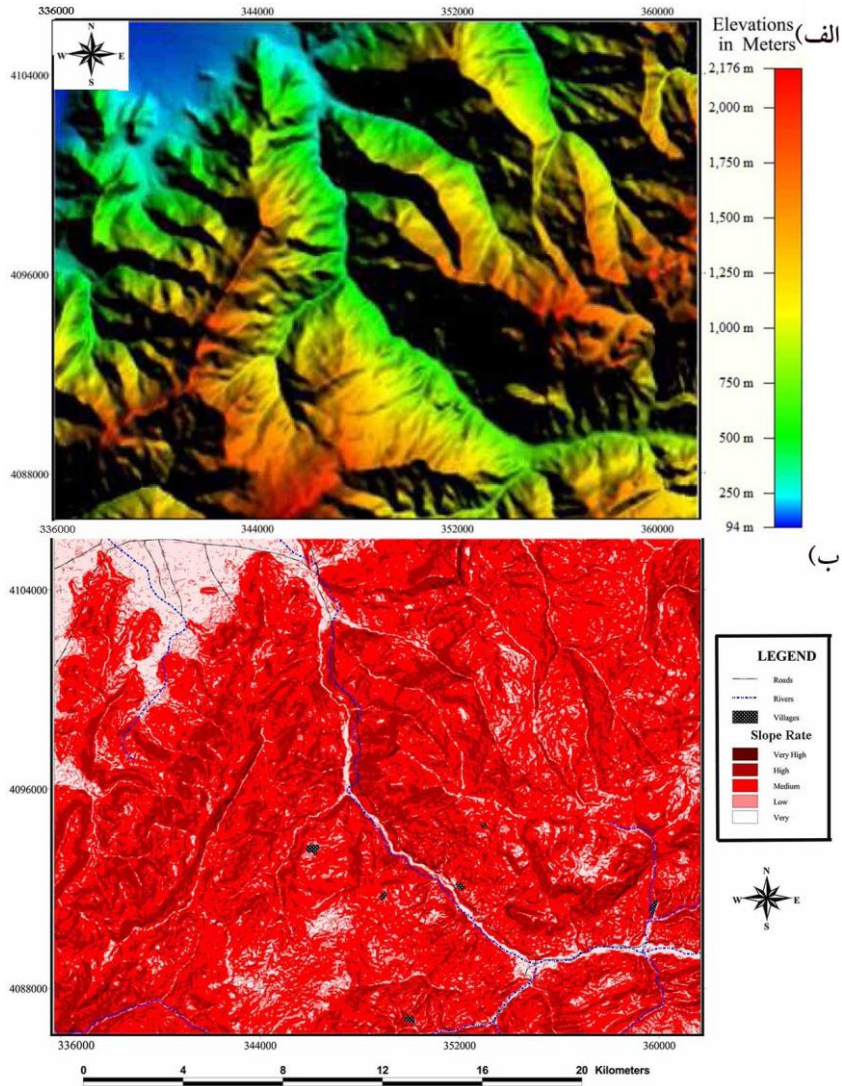 336000 344000 352000 360000
الف)
Elevations
in Meters
N
W E
S
4104000
4096000
4088000
2,176 m
2,000 m
1,750 m
1,500 m
1,250 m
1,000 m
750 m
500 m
250 m
94 m
336000 344000 352000 360000
ب)
4104000
4096000
4088000
LEGEND
Roads
Rivers
Villages
Slope Rate
Very High
High
Medium
Low
Very
N
W E
S
336000 344000 352000 360000
0 4 8 12 16 20 Kilometers